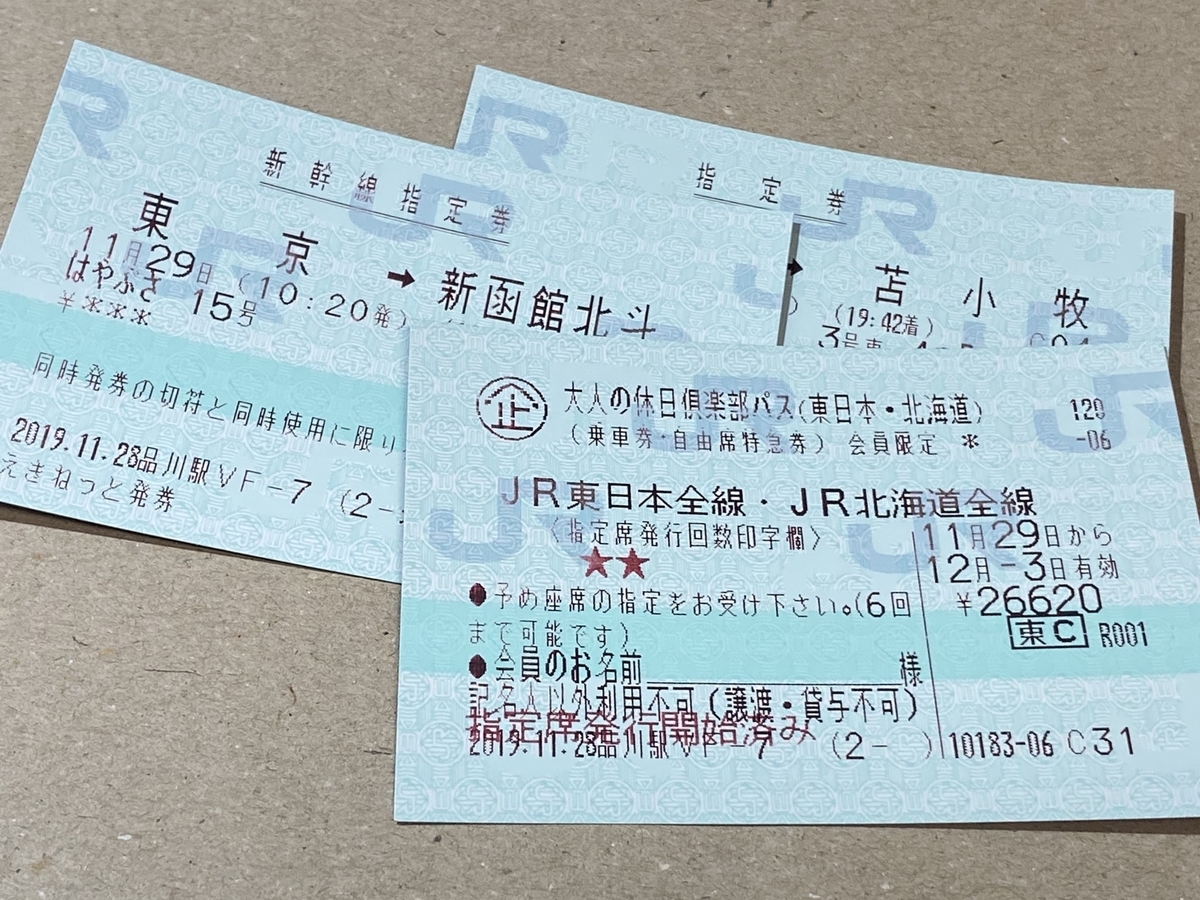 新幹線指定券
東京 → 新函館北斗
11月29日 (10:20発)
はやぶさ 15号
¥***
同時発券の切符と同時使用に限り
2019.11.28品川駅VF-7 (2-
えきねっと発券
指定券
苫小牧
(19:42着)
3号車
企 大人の休日倶楽部パス(東日本・北海道) 120
(乗車券・自由席特急券) 会員限定 * -06
JR東日本全線・JR北海道全線
〈指定席発行回数印字欄〉 11月29日から
★★ 12月-3日有効
●予め座席の指定をお受け下さい。(6回 ¥26620
まで可能です) 東C R001
●会員のお名前 様
記名人以外利用不可(譲渡・貸与不可)
指定席発行開始済み
2019.11.28品川駅VF-7 (2- ) 10183-06 C31
JR